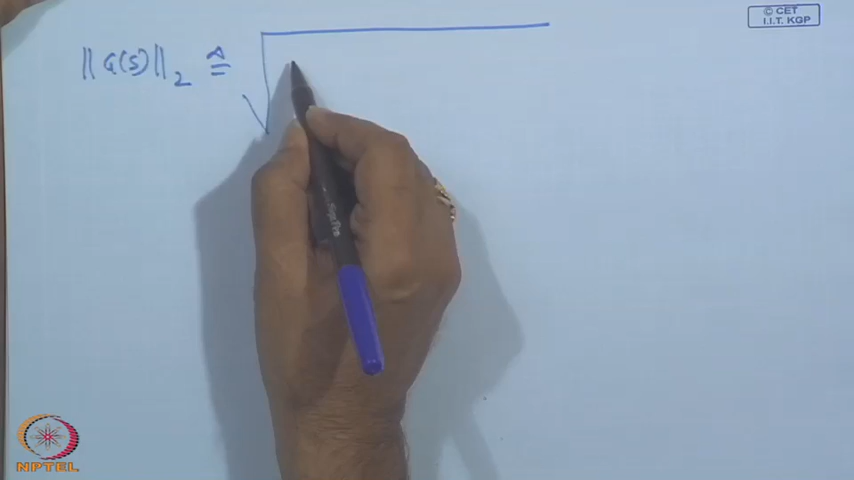 © CET
I.I.T. KGP
||G(s)||₂ ≜ √
NPTEL